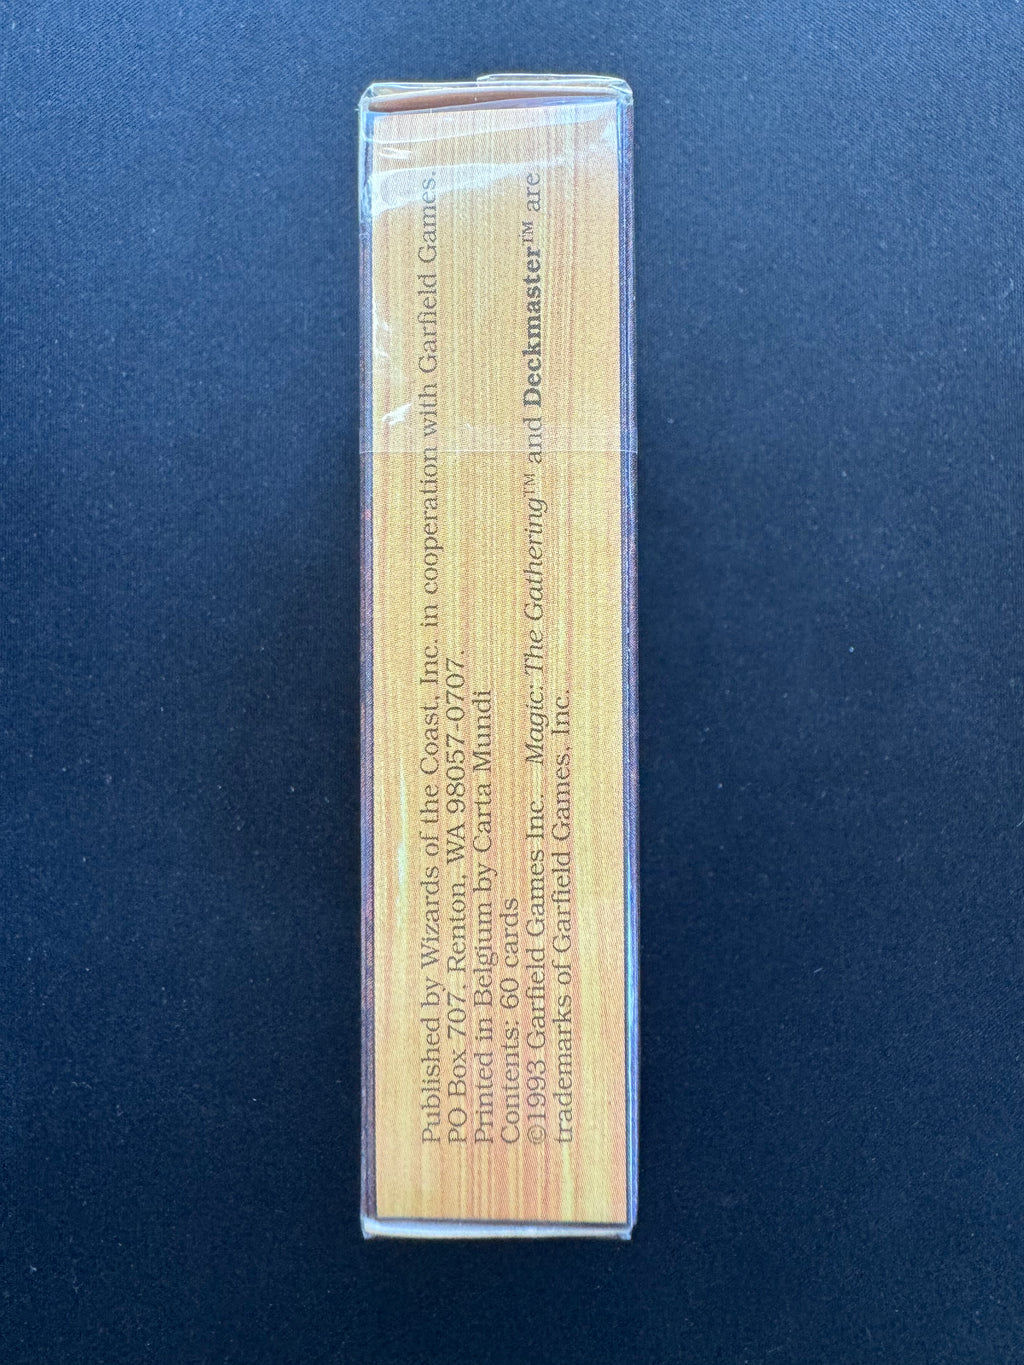 Published by Wizards of the Coast, Inc. in cooperation with Garfield Games.
PO Box 707, Renton, WA 98057-0707.
Printed in Belgium by Carta Mundi
Contents: 60 cards
©1993 Garfield Games Inc. Magic: The Gathering™ and Deckmaster™ are
trademarks of Garfield Games, Inc.